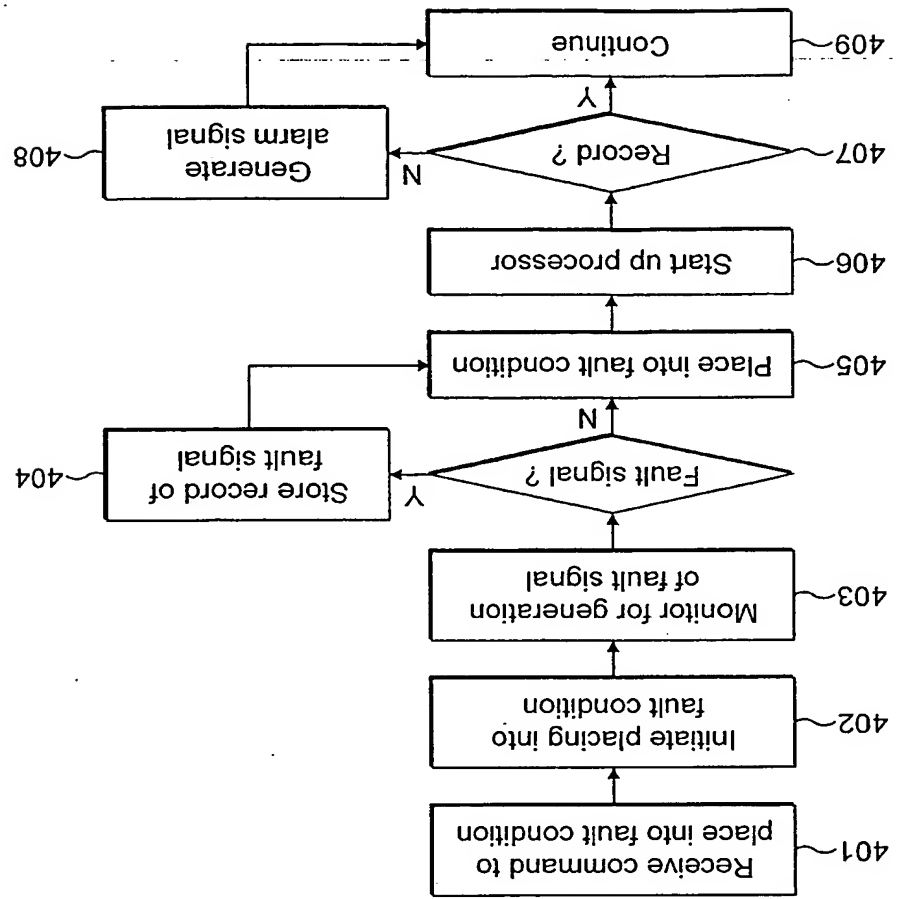 401
Receive command to
place into fault condition
402
Initiate placing into
fault condition
403
Monitor for generation
of fault signal
Fault signal ?
Y
N
404
Store record of
fault signal
405
Place into fault condition
406
Start up processor
407
Record ?
N
Y
408
Generate
alarm signal
409
Continue